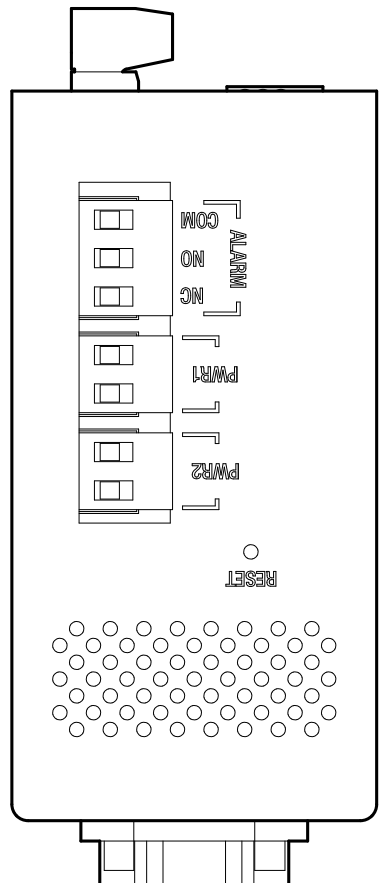 COM
NO
NC
ALARM
PWR1
PWR2
RESET